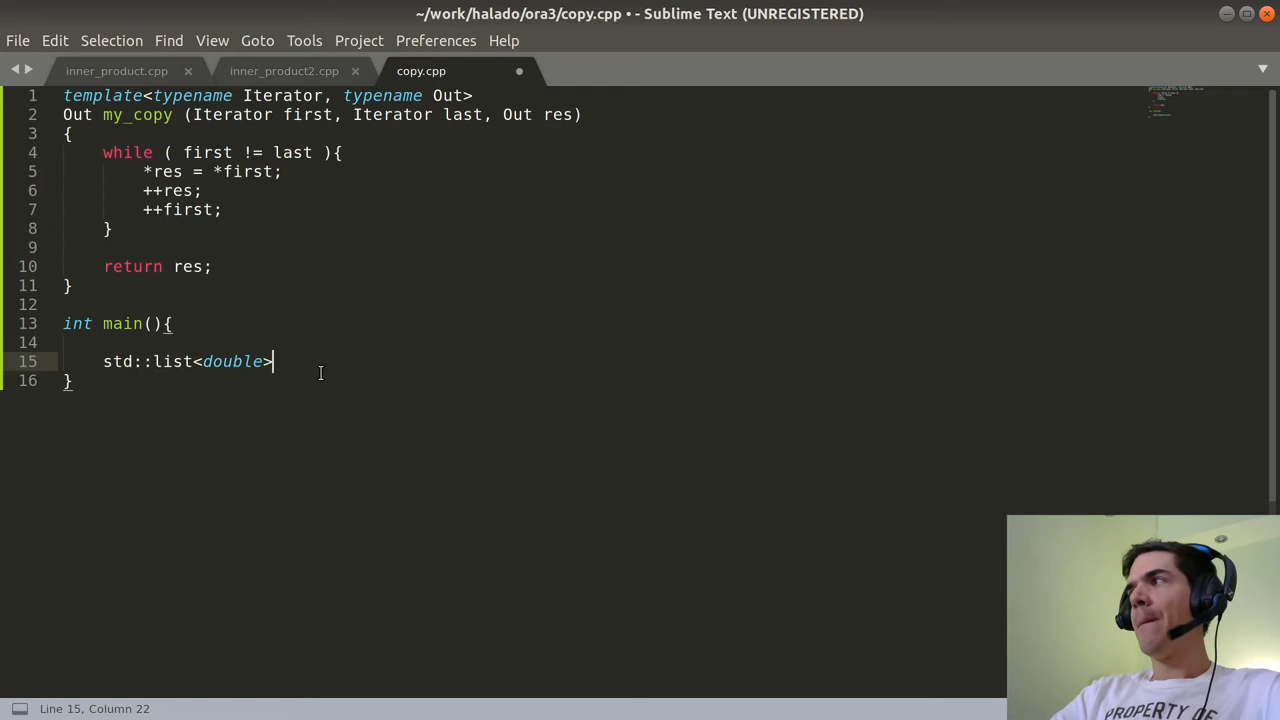 ~/work/halado/ora3/copy.cpp • - Sublime Text (UNREGISTERED)
File Edit Selection Find View Goto Tools Project Preferences Help
inner_product.cpp inner_product2.cpp copy.cpp
1 template<typename Iterator, typename Out>
2 Out my_copy (Iterator first, Iterator last, Out res)
3 {
4 while ( first != last ){
5 *res = *first;
6 ++res;
7 ++first;
8 }
9
10 return res;
11 }
12
13 int main(){
14
15 std::list<double>
16 }
PROPERTY OF
Line 15, Column 22